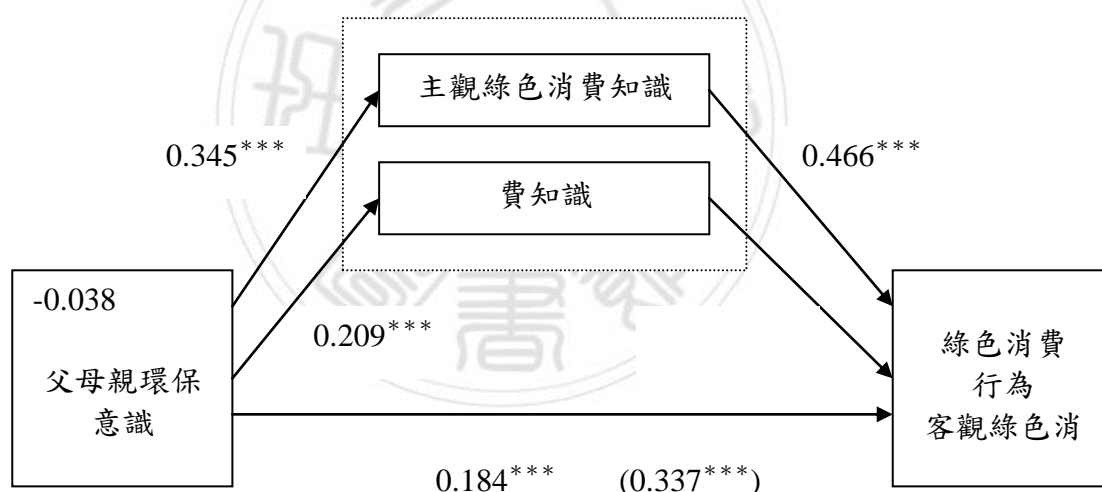 主觀綠色消費知識
0.345***
0.466***
費知識
-0.038
0.209***
父母親環保
意識
綠色消費
行為
客觀綠色消
0.184*** (0.337***)